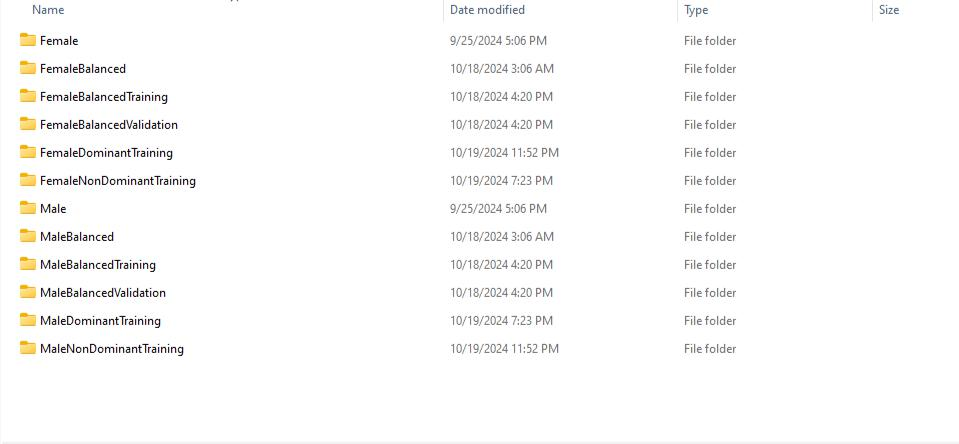 Name Date modified Type Size
Female 9/25/2024 5:06 PM File folder
FemaleBalanced 10/18/2024 3:06 AM File folder
FemaleBalancedTraining 10/18/2024 4:20 PM File folder
FemaleBalancedValidation 10/18/2024 4:20 PM File folder
FemaleDominantTraining 10/19/2024 11:52 PM File folder
FemaleNonDominantTraining 10/19/2024 7:23 PM File folder
Male 9/25/2024 5:06 PM File folder
MaleBalanced 10/18/2024 3:06 AM File folder
MaleBalancedTraining 10/18/2024 4:20 PM File folder
MaleBalancedValidation 10/18/2024 4:20 PM File folder
MaleDominantTraining 10/19/2024 7:23 PM File folder
MaleNonDominantTraining 10/19/2024 11:52 PM File folder